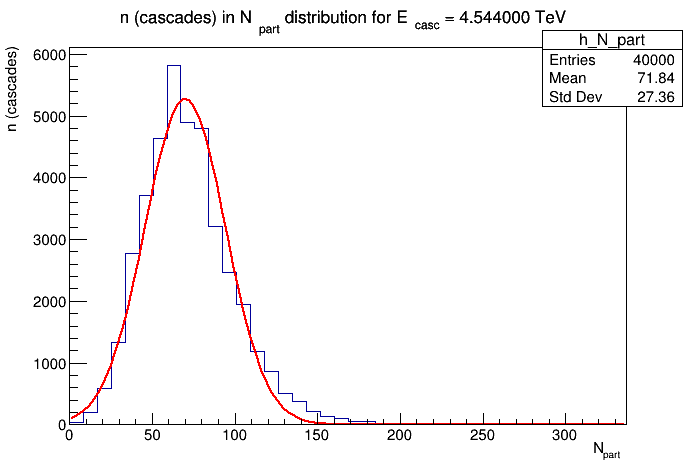 n (cascades) in N part distribution for E casc = 4.544000 TeV
h_N_part
Entries 40000
Mean 71.84
Std Dev 27.36
n (cascades)
6000
5000
4000
3000
2000
1000
0
0 50 100 150 200 250 300
N part